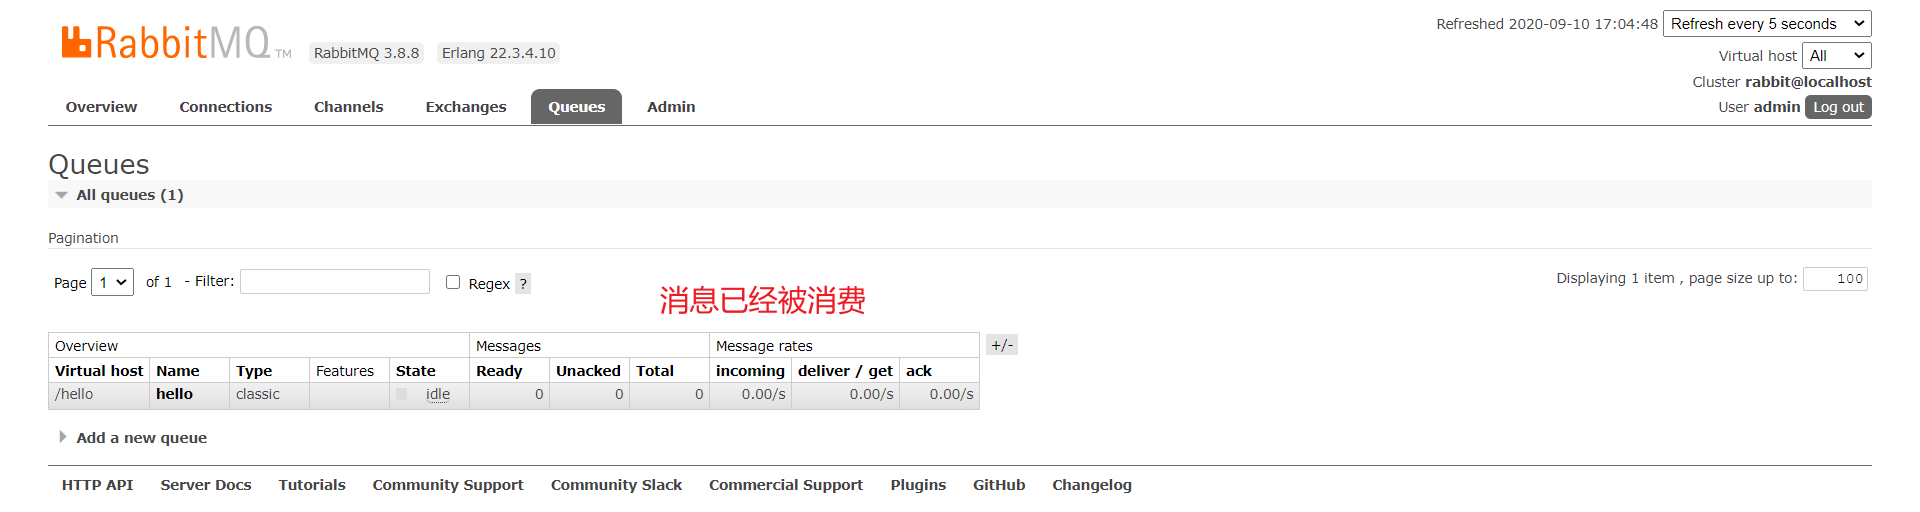 RabbitMQ TM RabbitMQ 3.8.8 Erlang 22.3.4.10
Refreshed 2020-09-10 17:04:48 Refresh every 5 seconds
Virtual host All
Cluster rabbit@localhost
User admin Log out
Overview Connections Channels Exchanges Queues Admin
Queues
All queues (1)
Pagination
Page 1 of 1 - Filter: Regex ? Displaying 1 item , page size up to: 100
消息已经被消费
Overview Messages Message rates +/-
Virtual host Name Type Features State Ready Unacked Total incoming deliver / get ack
/hello hello classic idle 0 0 0 0.00/s 0.00/s 0.00/s
Add a new queue
HTTP API Server Docs Tutorials Community Support Community Slack Commercial Support Plugins GitHub Changelog